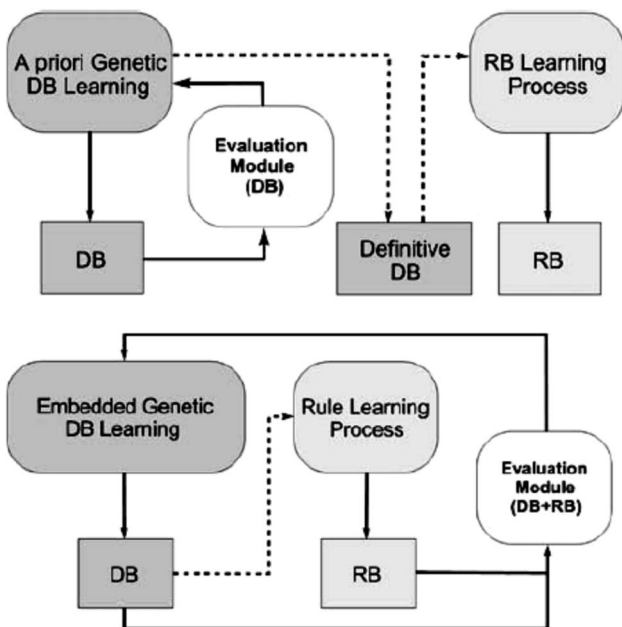 A priori Genetic
DB Learning
RB Learning
Process
Evaluation
Module
(DB)
DB
Definitive
DB
RB
Embedded Genetic
DB Learning
Rule Learning
Process
Evaluation
Module
(DB+RB)
DB
RB